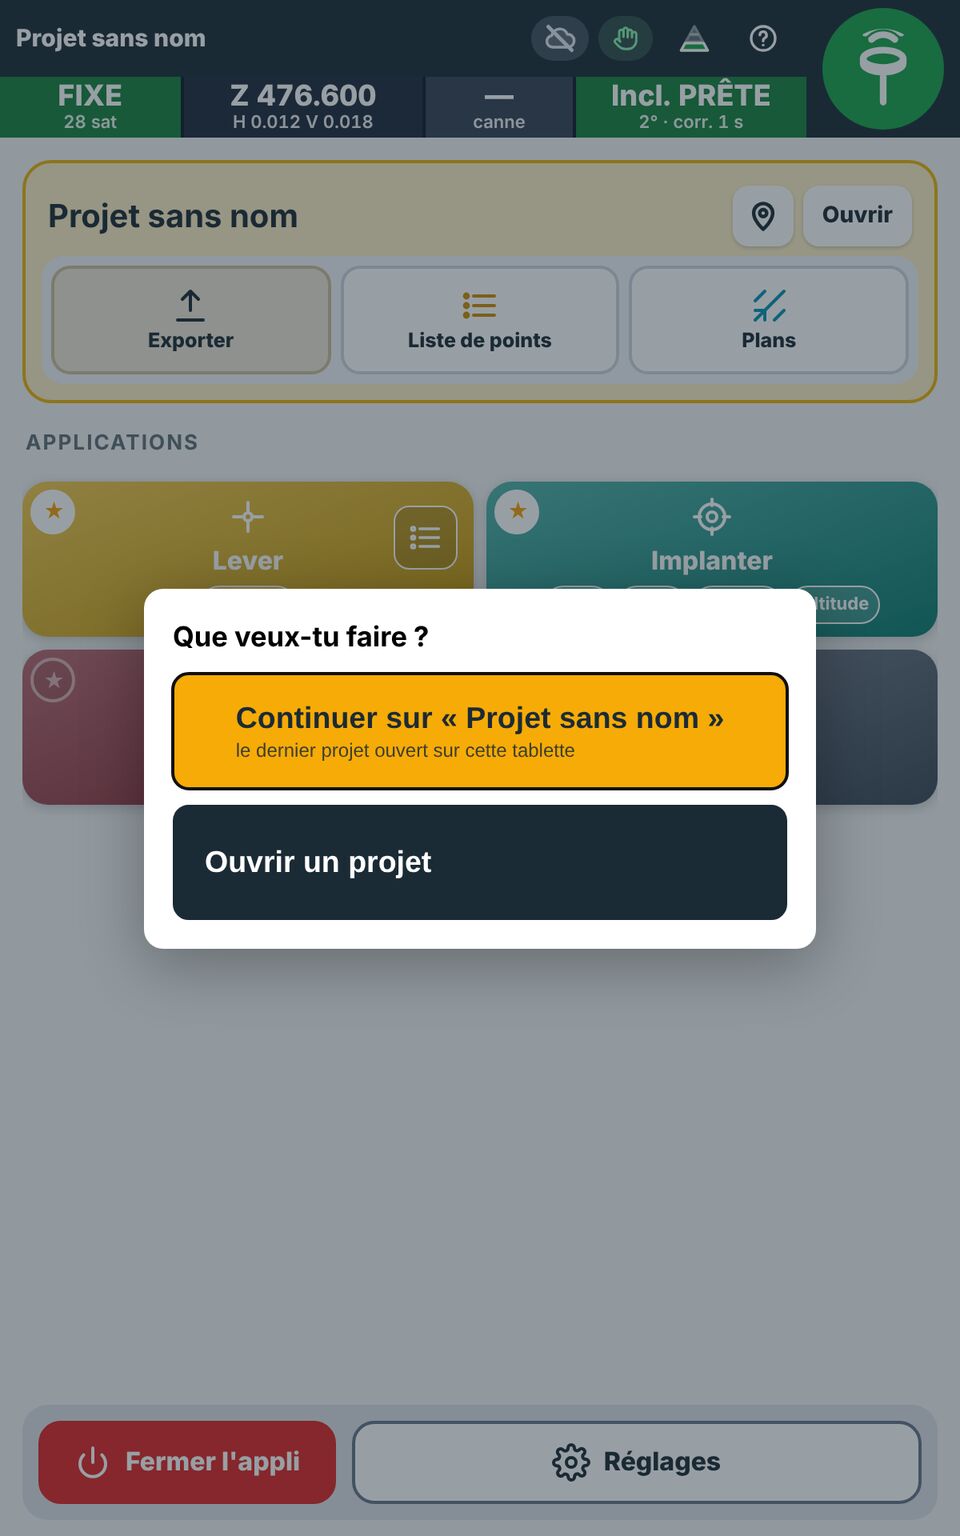 Projet sans nom
FIXE
28 sat
Z 476.600
H 0.012 V 0.018
—
canne
Incl. PRÊTE
2° · corr. 1 s
Projet sans nom
Ouvrir
Exporter
Liste de points
Plans
APPLICATIONS
Lever
Implanter
Que veux-tu faire ?
Continuer sur « Projet sans nom »
le dernier projet ouvert sur cette tablette
Ouvrir un projet
Fermer l'appli
Réglages